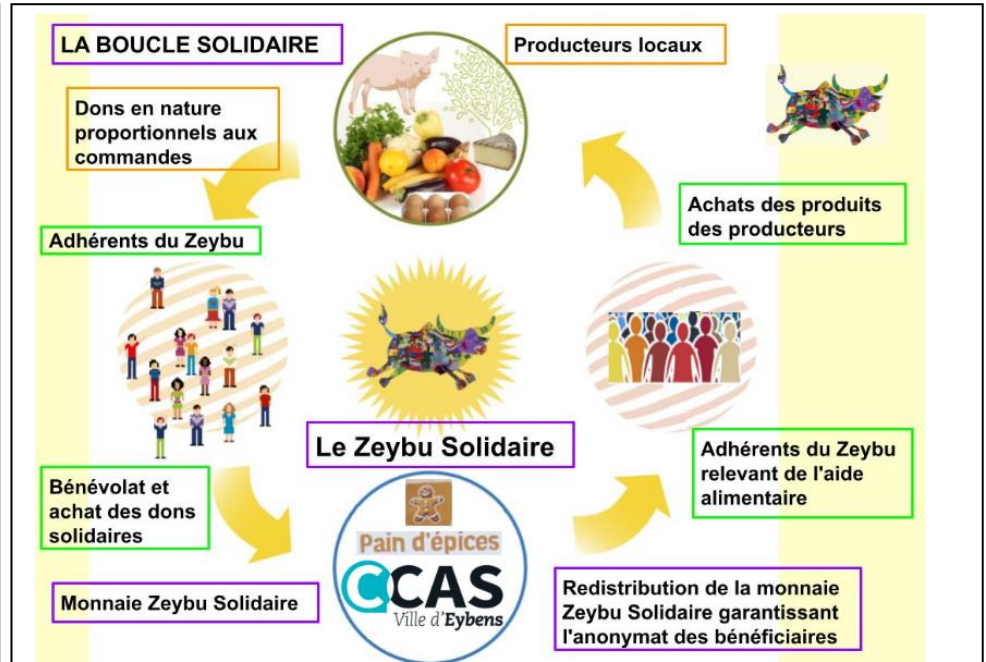 LA BOUCLE SOLIDAIRE
Producteurs locaux
Dons en nature
proportionnels aux
commandes
Achats des produits
des producteurs
Adhérents du Zeybu
Le Zeybu Solidaire
Bénévolat et
achat des dons
solidaires
Adhérents du Zeybu
relevant de l'aide
alimentaire
Pain d'épices
CCAS
Ville d'Eybens
Monnaie Zeybu Solidaire
Redistribution de la monnaie
Zeybu Solidaire garantissant
l'anonymat des bénéficiaires